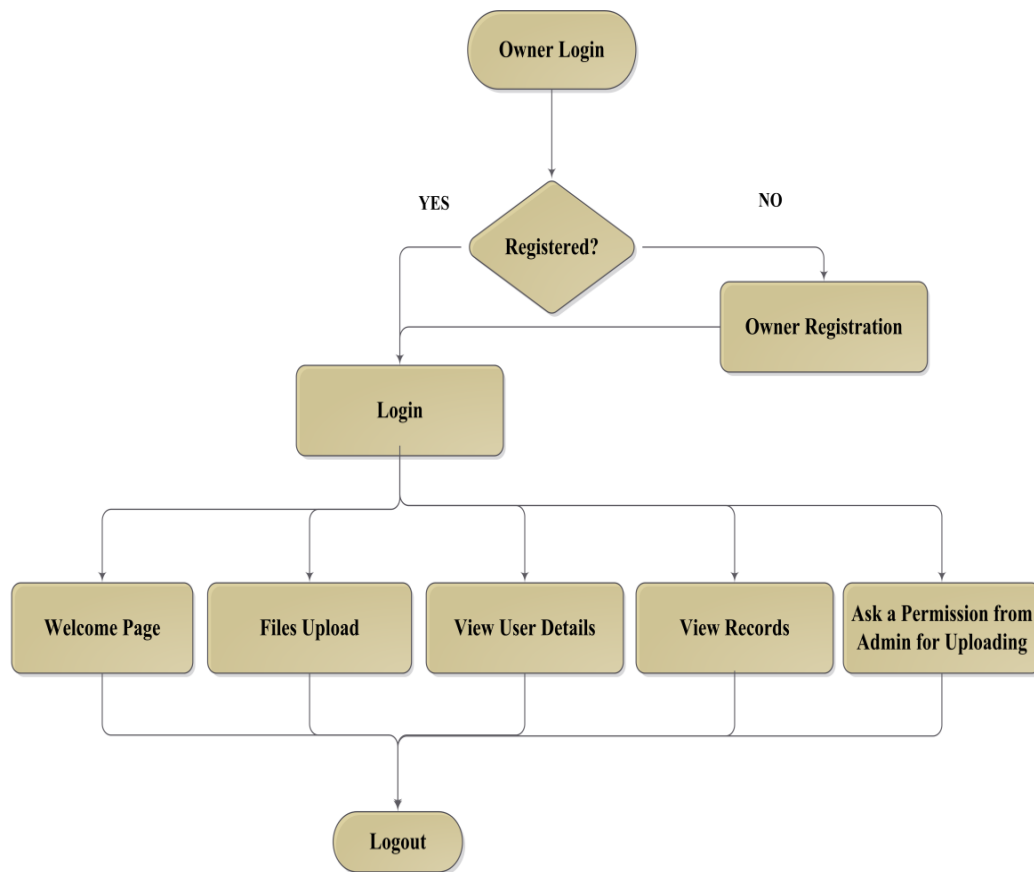 Owner Login
YES
NO
Registered?
Owner Registration
Login
Welcome Page
Files Upload
View User Details
View Records
Ask a Permission from
Admin for Uploading
Logout